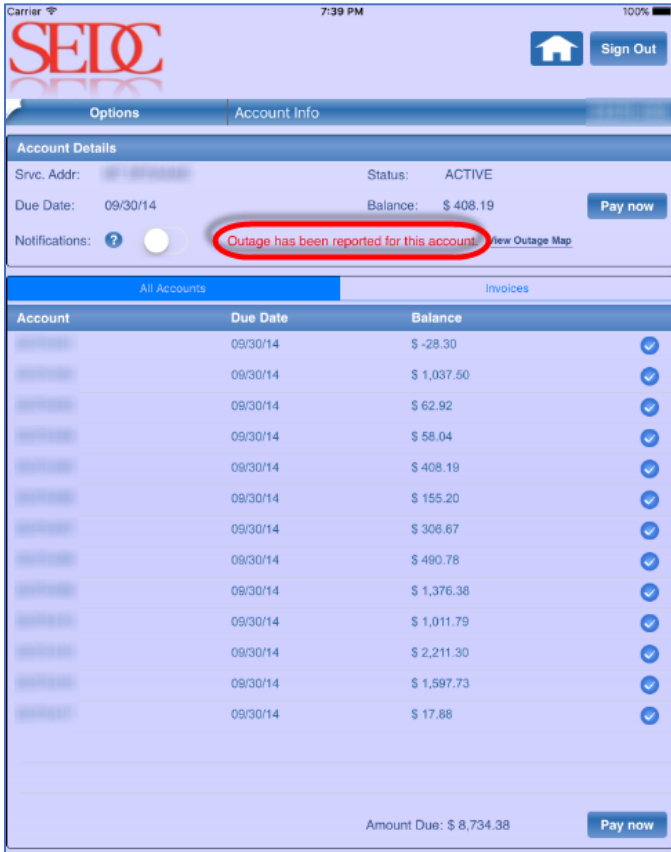 Carrier 7:39 PM 100%
SEDC
Sign Out
Options Account Info
Account Details
Srvc. Addr: Status: ACTIVE
Due Date: 09/30/14 Balance: $ 408.19 Pay now
Notifications: ? Outage has been reported for this account. View Outage Map
All Accounts Invoices
Account Due Date Balance
09/30/14 $ -28.30
09/30/14 $ 1,037.50
09/30/14 $ 62.92
09/30/14 $ 58.04
09/30/14 $ 408.19
09/30/14 $ 155.20
09/30/14 $ 306.67
09/30/14 $ 490.78
09/30/14 $ 1,376.38
09/30/14 $ 1,011.79
09/30/14 $ 2,211.30
09/30/14 $ 1,597.73
09/30/14 $ 17.88
Amount Due: $ 8,734.38 Pay now